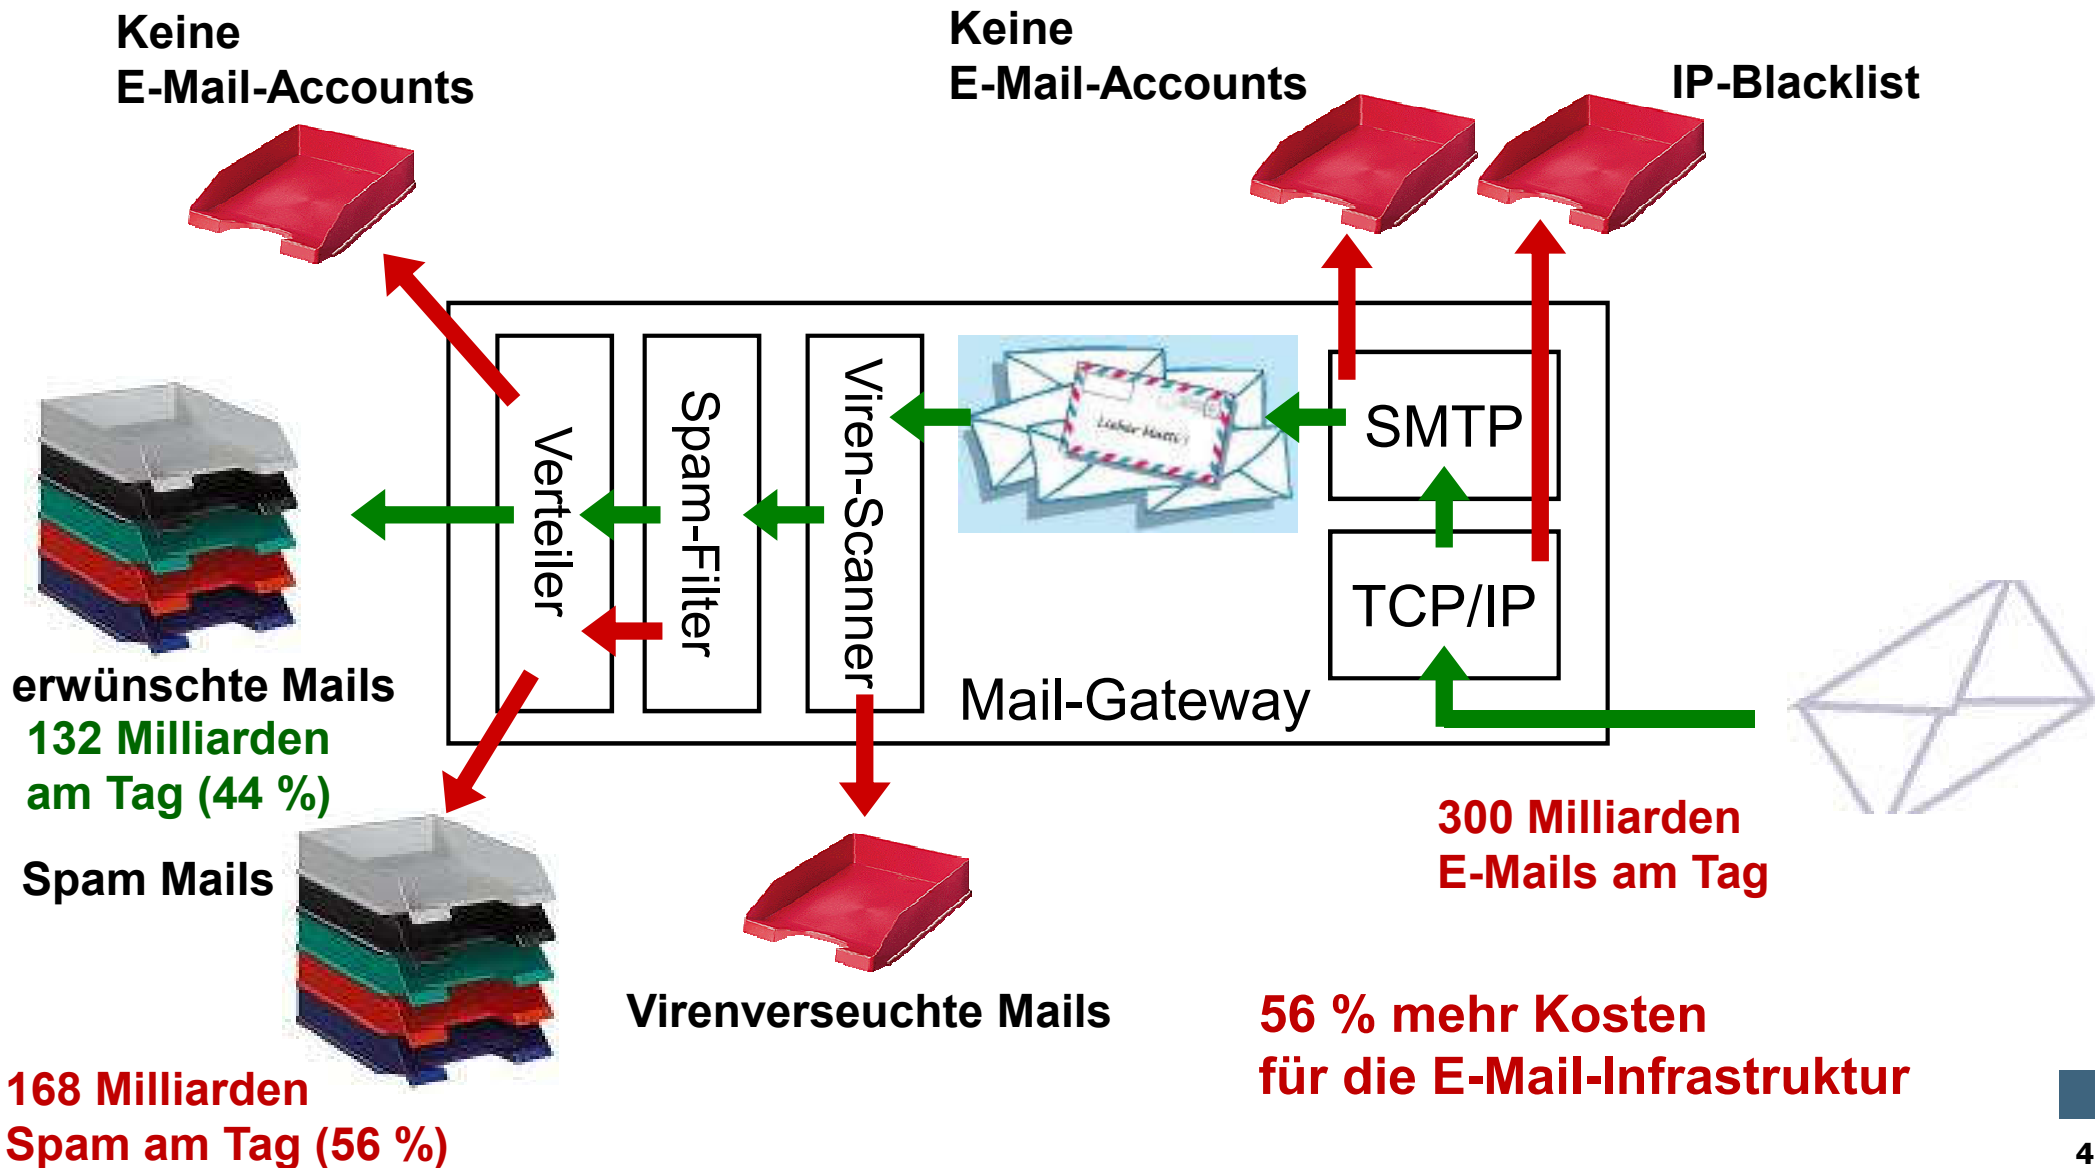 Keine
E-Mail-Accounts
Keine
E-Mail-Accounts
IP-Blacklist
Verteiler
Spam-Filter
Viren-Scanner
Lieber Matti!
SMTP
TCP/IP
Mail-Gateway
erwünschte Mails
132 Milliarden
am Tag (44 %)
Spam Mails
168 Milliarden
Spam am Tag (56 %)
Virenverseuchte Mails
300 Milliarden
E-Mails am Tag
56 % mehr Kosten
für die E-Mail-Infrastruktur
4